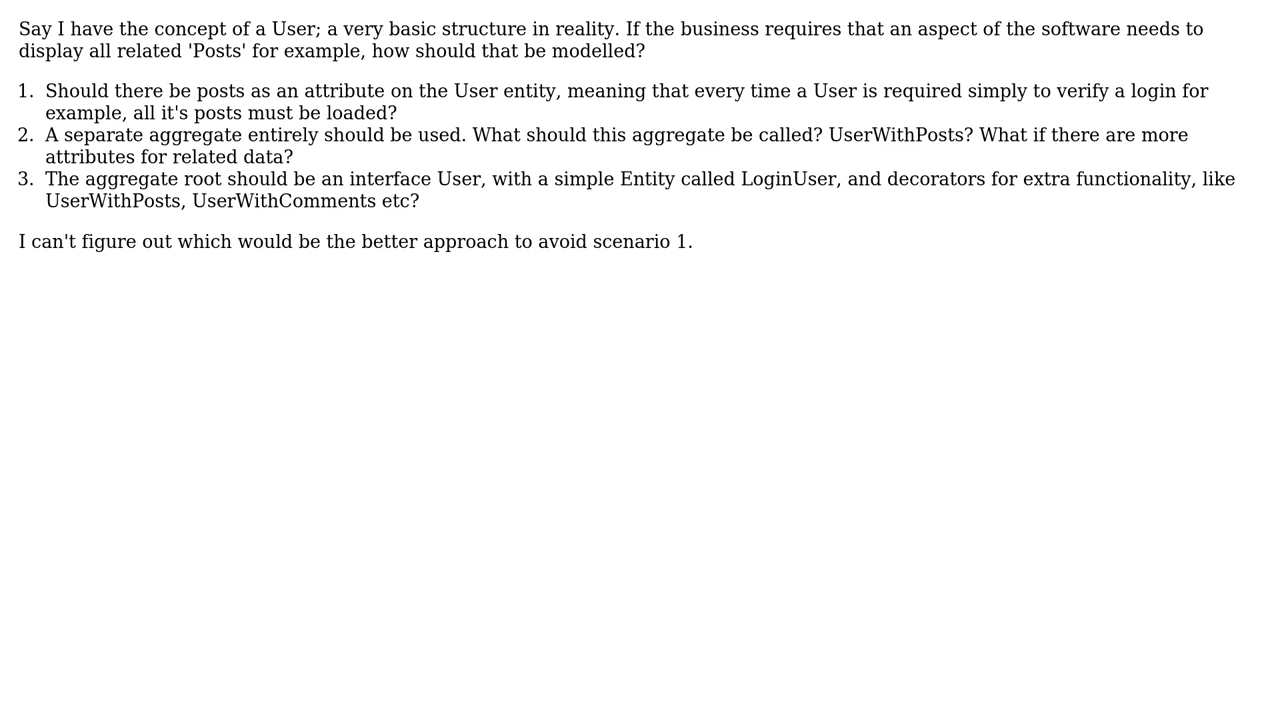 Say I have the concept of a User; a very basic structure in reality. If the business requires that an aspect of the software needs to
display all related 'Posts' for example, how should that be modelled?
1. Should there be posts as an attribute on the User entity, meaning that every time a User is required simply to verify a login for
example, all it's posts must be loaded?
2. A separate aggregate entirely should be used. What should this aggregate be called? UserWithPosts? What if there are more
attributes for related data?
3. The aggregate root should be an interface User, with a simple Entity called LoginUser, and decorators for extra functionality, like
UserWithPosts, UserWithComments etc?
I can't figure out which would be the better approach to avoid scenario 1.